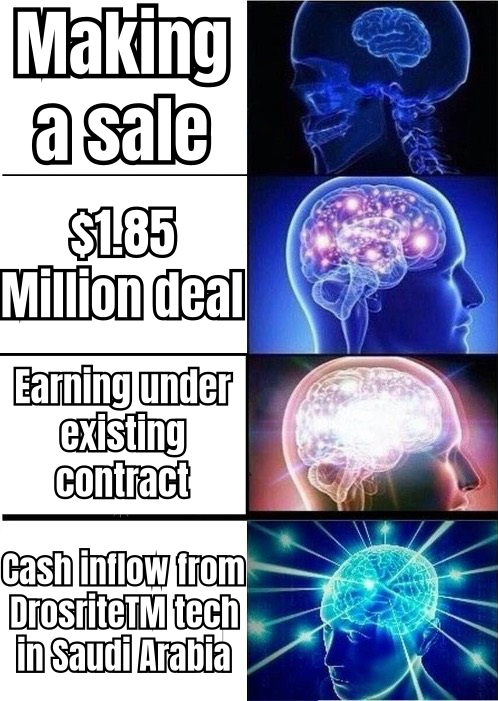 Making
a sale
$1.85
Million deal
Earning under
existing
contract
Cash inflow from
DrosriteTM tech
in Saudi Arabia